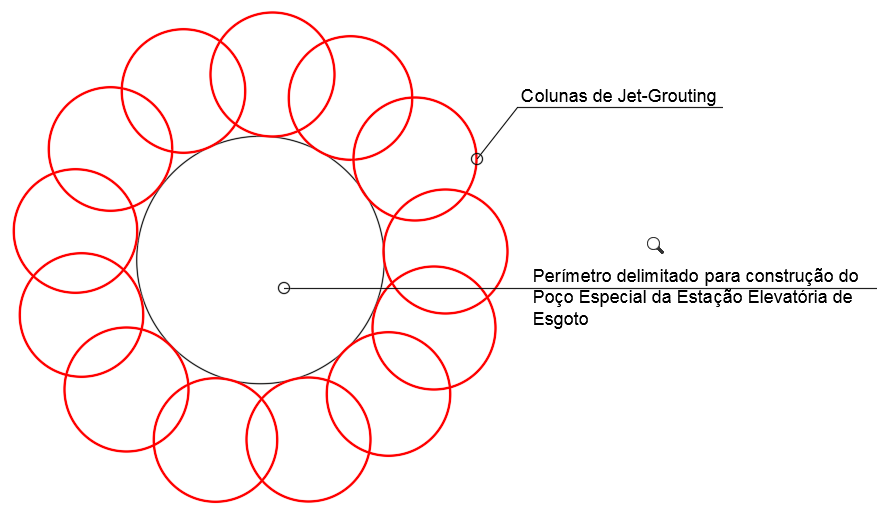 Colunas de Jet-Grouting
Perímetro delimitado para construção do
Poço Especial da Estação Elevatória de
Esgoto